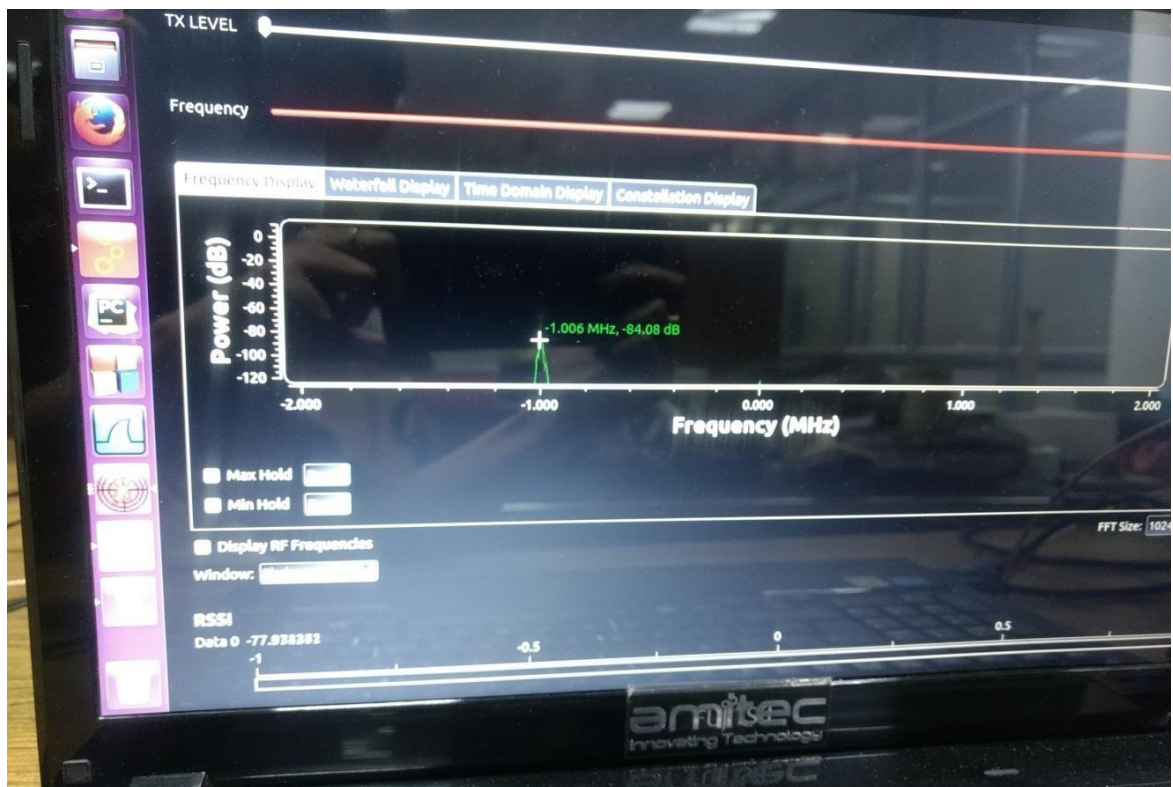 TX LEVEL
Frequency
Frequency Display Waterfall Display Time Domain Display Constellation Display
Power (dB)
0
-20
-40
-60
-80
-100
-120
-1.006 MHz, -84.08 dB
-2.000 -1.000 0.000 1.000 2.000
Frequency (MHz)
Max Hold
Min Hold
FFT Size: 1024
Display RF Frequencies
Window:
RSSI
Data 0 -77.938262
-1 -0.5 0 0.5
amitec
Innovating Technology
PC
>_